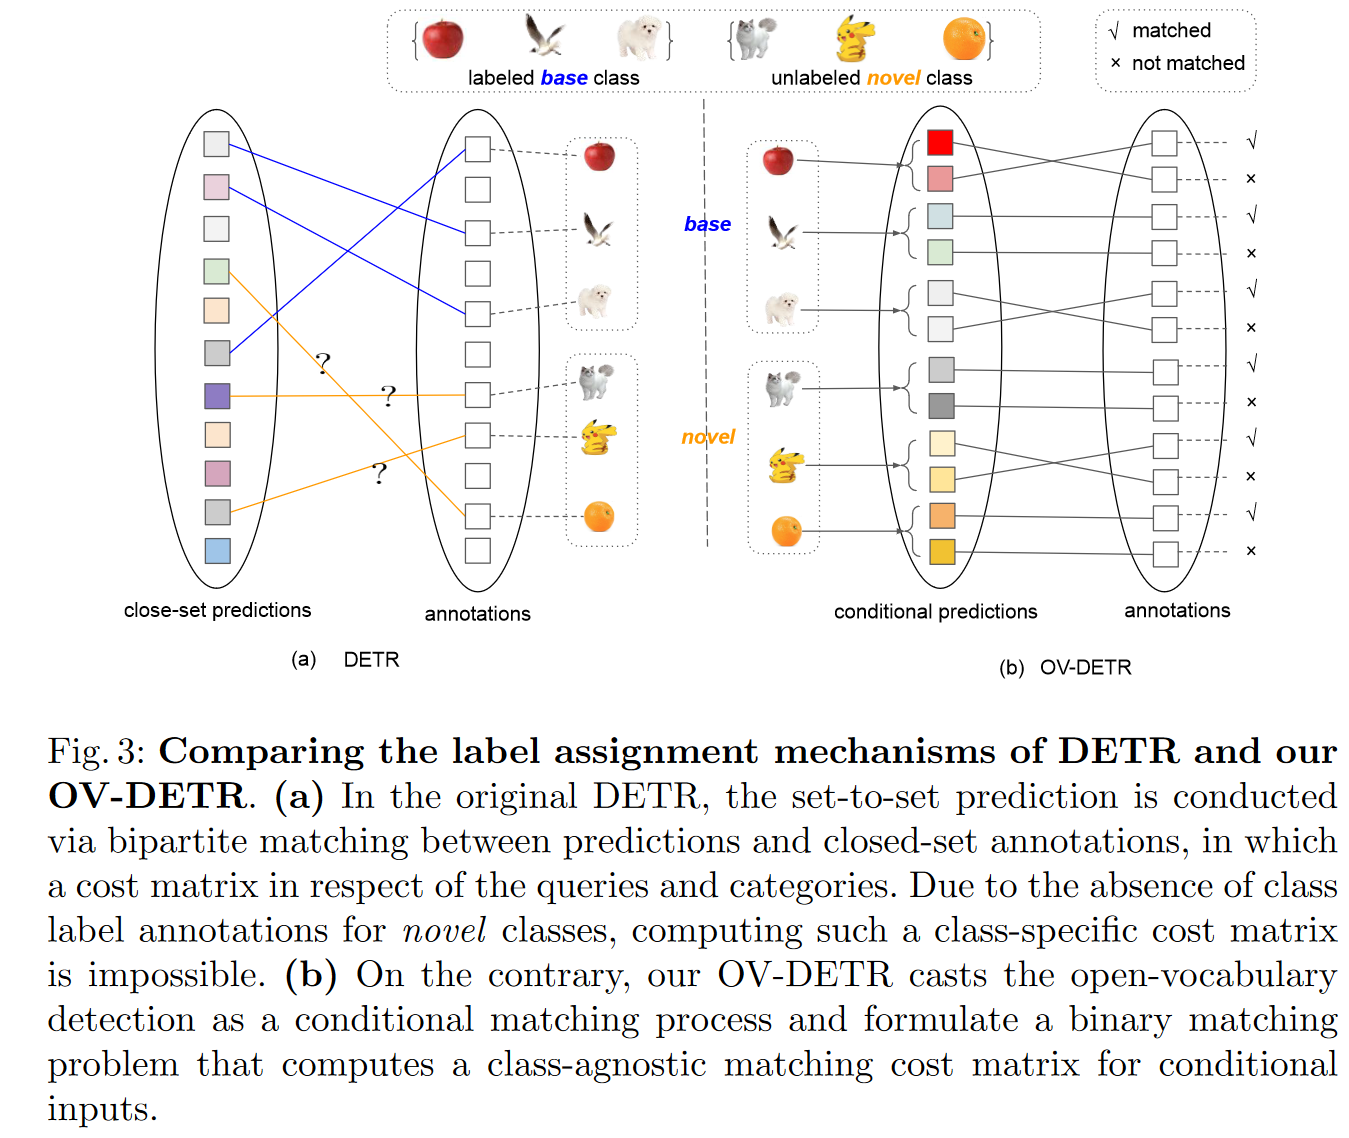 labeled base class
unlabeled novel class
√ matched
× not matched
base
novel
?
?
?
√
×
√
×
√
×
√
×
√
×
√
×
close-set predictions
annotations
conditional predictions
annotations
(a) DETR
(b) OV-DETR
Fig. 3: Comparing the label assignment mechanisms of DETR and our
OV-DETR. (a) In the original DETR, the set-to-set prediction is conducted
via bipartite matching between predictions and closed-set annotations, in which
a cost matrix in respect of the queries and categories. Due to the absence of class
label annotations for novel classes, computing such a class-specific cost matrix
is impossible. (b) On the contrary, our OV-DETR casts the open-vocabulary
detection as a conditional matching process and formulate a binary matching
problem that computes a class-agnostic matching cost matrix for conditional
inputs.